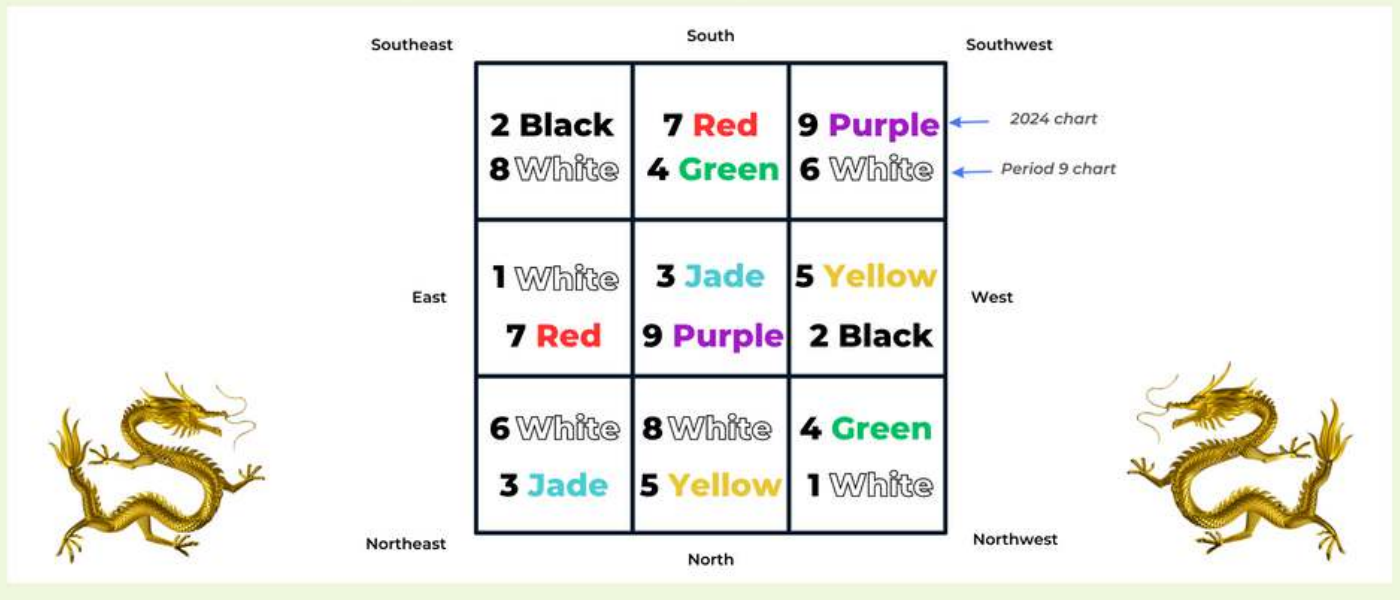 South
Southeast
Southwest
2 Black 7 Red 9 Purple 2024 chart
8 White 4 Green 6 White Period 9 chart
1 White 3 Jade 5 Yellow
East West
7 Red 9 Purple 2 Black
6 White 8 White 4 Green
3 Jade 5 Yellow 1 White
Northeast Northwest
North